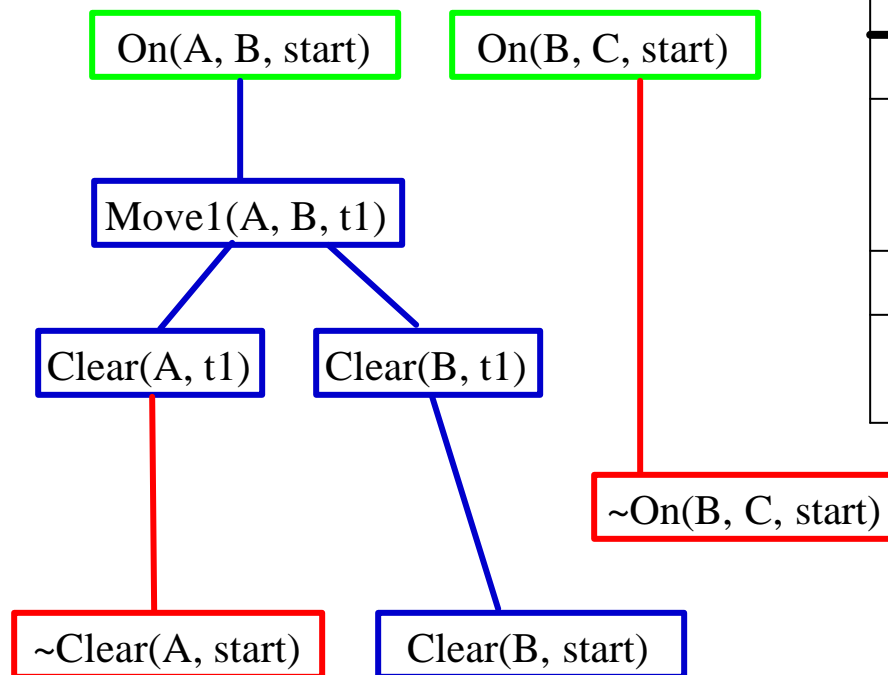 On(A, B, start)
On(B, C, start)
Move1(A, B, t1)
Clear(A, t1)
Clear(B, t1)
~On(B, C, start)
~Clear(A, start)
Clear(B, start)